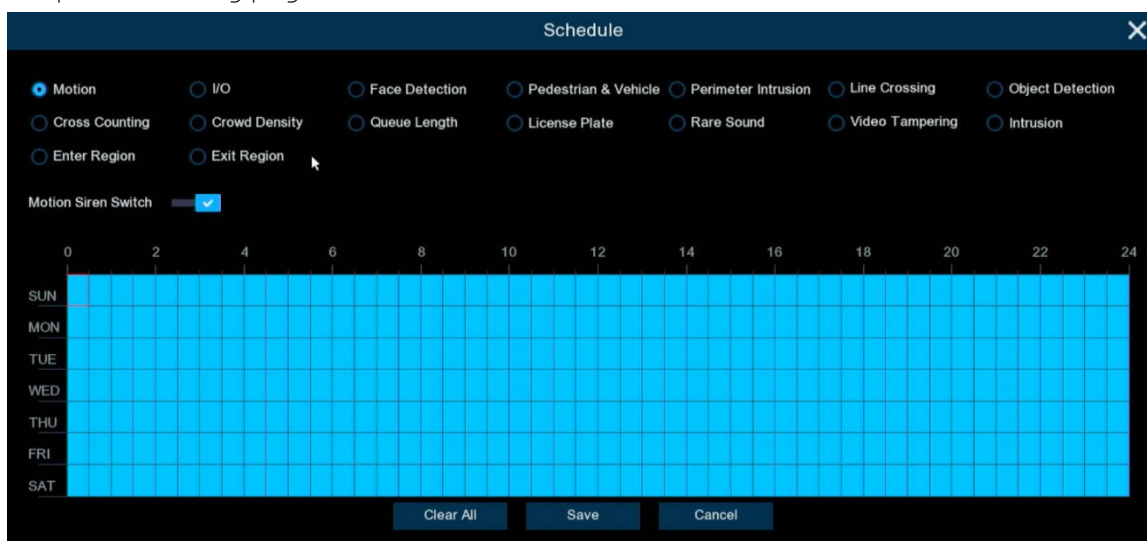 Schedule
Motion I/O Face Detection Pedestrian & Vehicle Perimeter Intrusion Line Crossing Object Detection
Cross Counting Crowd Density Queue Length License Plate Rare Sound Video Tampering Intrusion
Enter Region Exit Region
Motion Siren Switch
0 2 4 6 8 10 12 14 16 18 20 22 24
SUN
MON
TUE
WED
THU
FRI
SAT
Clear All Save Cancel